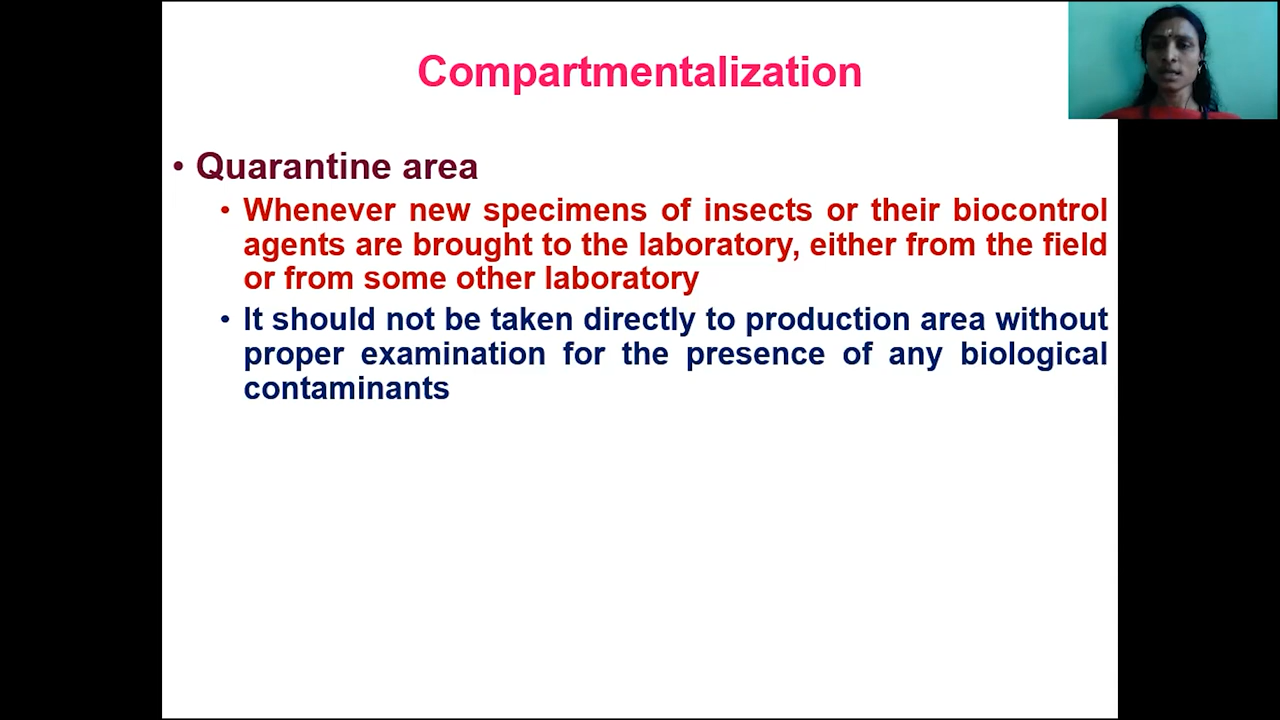 Compartmentalization
• Quarantine area
• Whenever new specimens of insects or their biocontrol
agents are brought to the laboratory, either from the field
or from some other laboratory
• It should not be taken directly to production area without
proper examination for the presence of any biological
contaminants